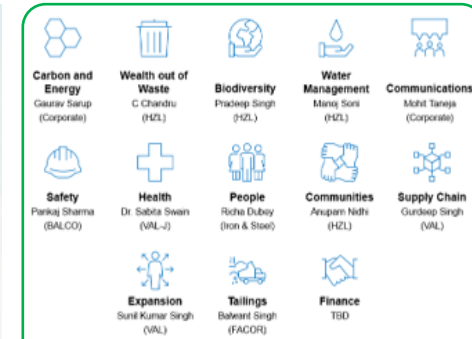 Carbon and
Energy
Gaurav Sarup
(Corporate)
Wealth out of
Waste
C Chandru
(HZL)
Biodiversity
Pradeep Singh
(HZL)
Water
Management
Manoj Soni
(HZL)
Communications
Mohit Taneja
(Corporate)
Safety
Pankaj Sharma
(BALCO)
Health
Dr. Sabita Swain
(VAL-J)
People
Richa Dubey
(Iron & Steel)
Communities
Anupam Nidhi
(HZL)
Supply Chain
Gurdeep Singh
(VAL)
Expansion
Sunil Kumar Singh
(VAL)
Tailings
Balwant Singh
(FACOR)
Finance
TBD